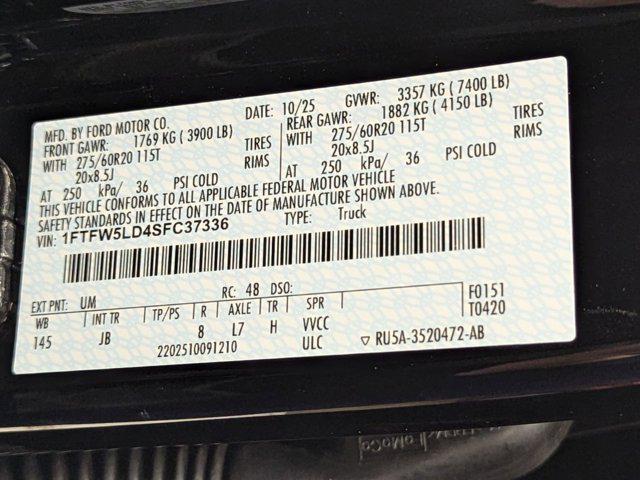 MFD. BY FORD MOTOR CO.
DATE: 10/25 GVWR: 3357 KG ( 7400 LB)
FRONT GAWR: 1769 KG ( 3900 LB) REAR GAWR: 1882 KG ( 4150 LB)
WITH 275/60R20 115T TIRES WITH 275/60R20 115T TIRES
20x8.5J RIMS 20x8.5J RIMS
AT 250 kPa/ 36 PSI COLD AT 250 kPa/ 36 PSI COLD
THIS VEHICLE CONFORMS TO ALL APPLICABLE FEDERAL MOTOR VEHICLE
SAFETY STANDARDS IN EFFECT ON THE DATE OF MANUFACTURE SHOWN ABOVE.
VIN: 1FTFW5LD4SFC37336 TYPE: Truck
EXT PNT: UM RC: 48 DSO: F0151
WB INT TR TP/PS R AXLE TR SPR T0420
145 JB 8 L7 H VVCC
2202510091210 ULC ▽ RU5A-3520472-AB
FoMoCo